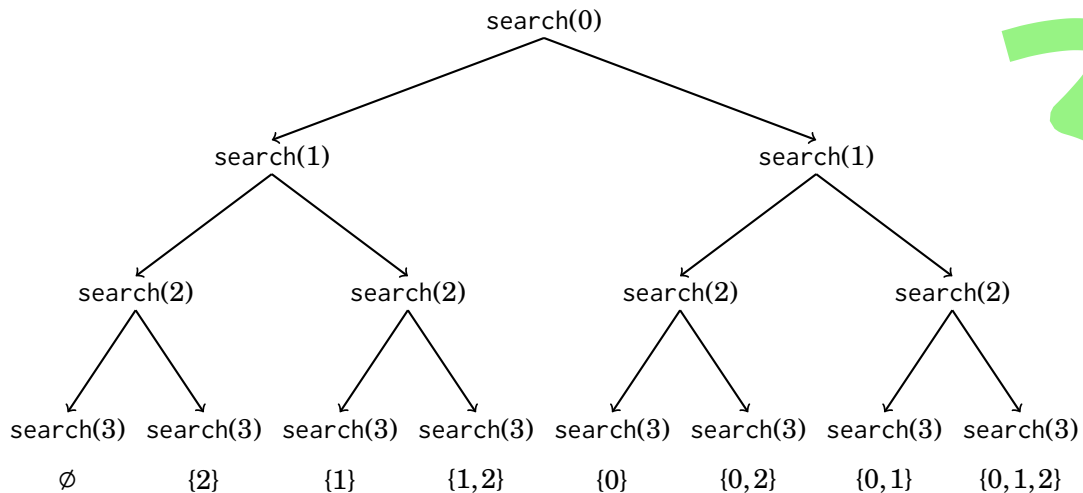 search(0)
search(1) search(1)
search(2) search(2) search(2) search(2)
search(3) search(3) search(3) search(3) search(3) search(3) search(3) search(3)
∅ {2} {1} {1,2} {0} {0,2} {0,1} {0,1,2}